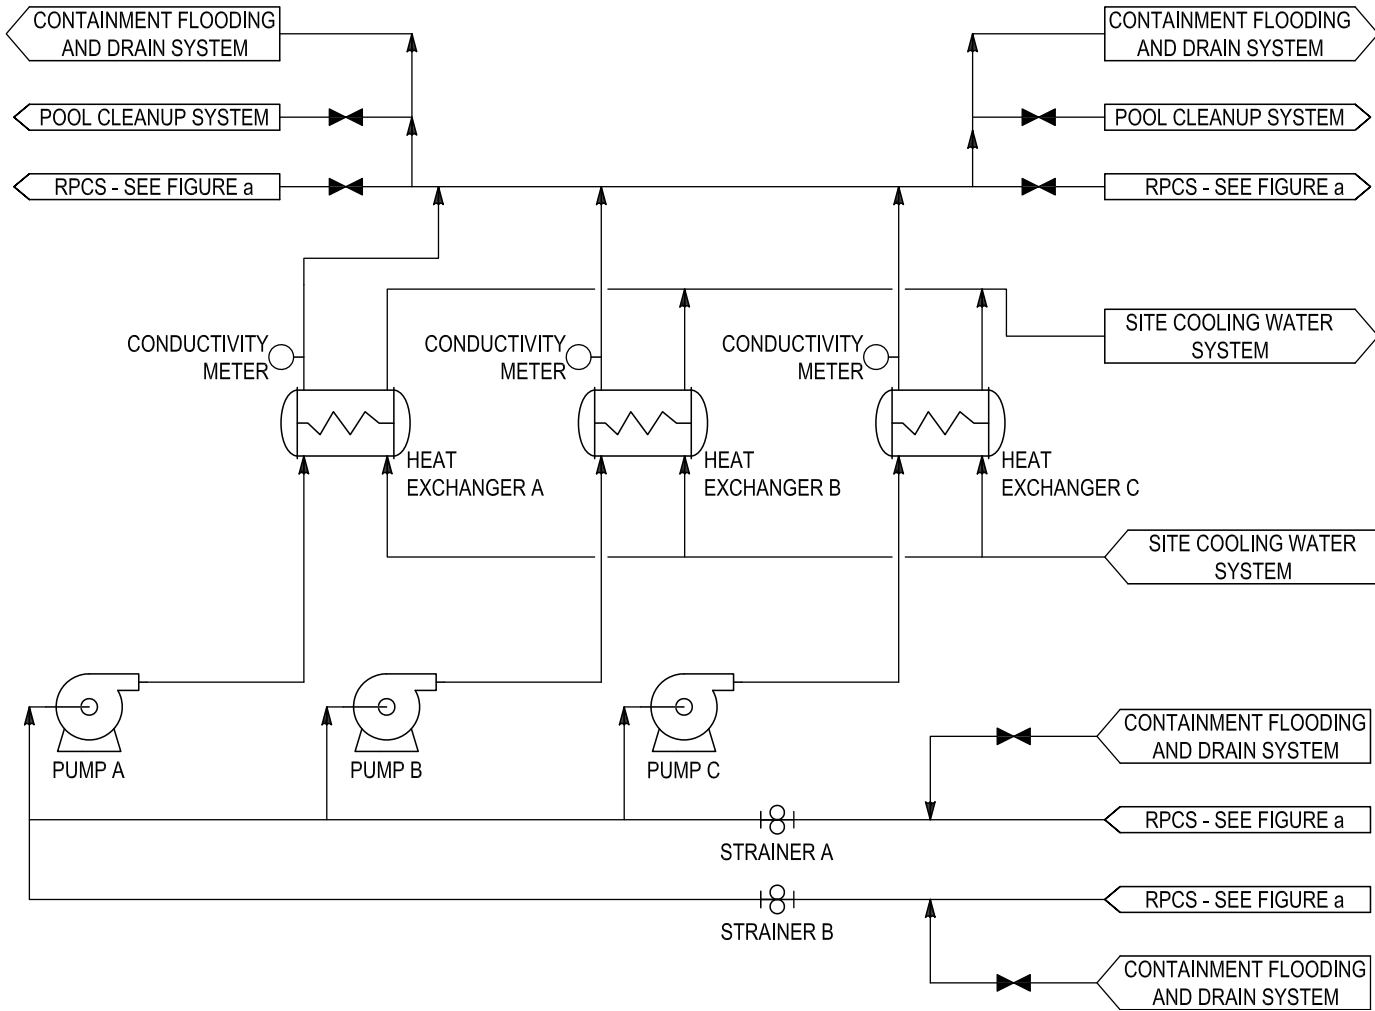 CONTAINMENT FLOODING
AND DRAIN SYSTEM
CONTAINMENT FLOODING
AND DRAIN SYSTEM
POOL CLEANUP SYSTEM
POOL CLEANUP SYSTEM
RPCS - SEE FIGURE a
RPCS - SEE FIGURE a
SITE COOLING WATER
SYSTEM
CONDUCTIVITY
METER
CONDUCTIVITY
METER
CONDUCTIVITY
METER
HEAT
EXCHANGER A
HEAT
EXCHANGER B
HEAT
EXCHANGER C
SITE COOLING WATER
SYSTEM
PUMP A
PUMP B
PUMP C
CONTAINMENT FLOODING
AND DRAIN SYSTEM
RPCS - SEE FIGURE a
STRAINER A
RPCS - SEE FIGURE a
STRAINER B
CONTAINMENT FLOODING
AND DRAIN SYSTEM